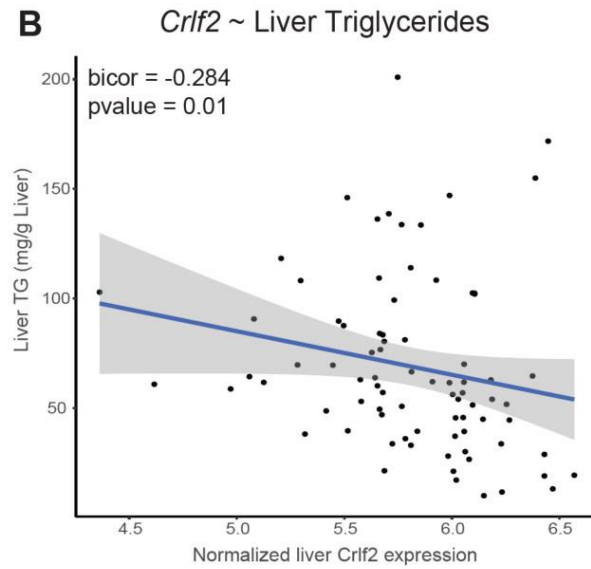 B
Crlf2 ~ Liver Triglycerides
bicor = -0.284
pvalue = 0.01
Liver TG (mg/g Liver)
200
150
100
50
4.5 5.0 5.5 6.0 6.5
Normalized liver Crlf2 expression